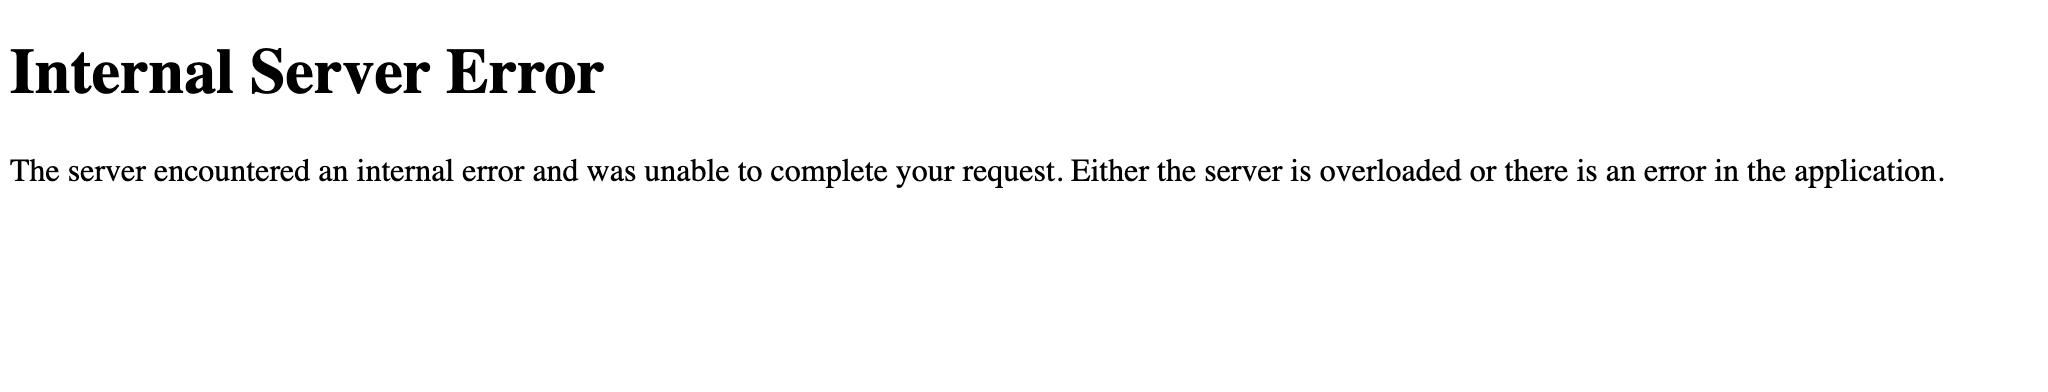 Internal Server Error
The server encountered an internal error and was unable to complete your request. Either the server is overloaded or there is an error in the application.